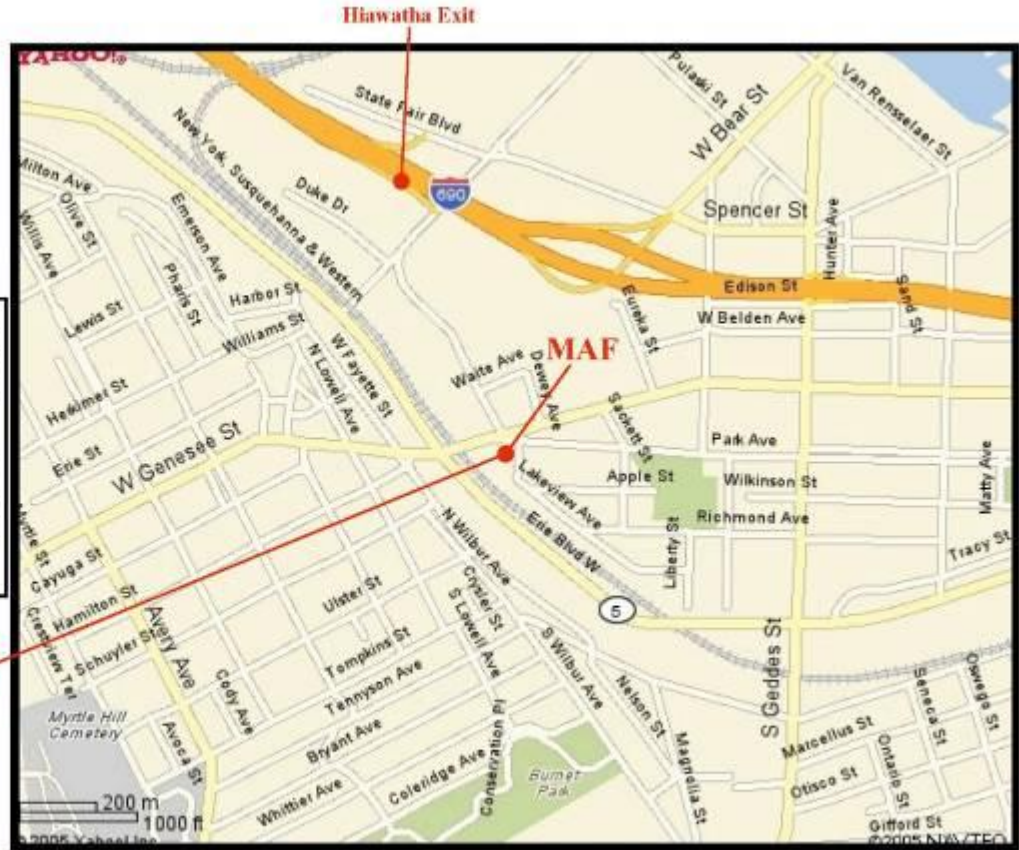 Hiawatha Exit
YAHOO!®
State Fair Blvd
Pulaski St
W Bear St
Van Rensselaer St
New York Susquehanna & Western
Milton Ave
Olive St
Willis Ave
Emerson Ave
Duke Dr
690
Spencer St
Hunter Ave
Pharis St
Harbor St
Edison St
Sand St
Lewis St
Williams St
Eureka St
W Belden Ave
N Lowell Ave
W Fayette St
Waite Ave
Dewey Ave
MAF
Herkimer St
Sackett St
Erie St
W Genesee St
Park Ave
Apple St
Wilkinson St
Matty Ave
Lakeview Ave
Richmond Ave
Myrtle St
Cayuga St
N Wilbur Ave
Erie Blvd W
Liberty St
Tracy St
Hamilton St
Crestview Ter
Schuyler St
Avery Ave
Ulster St
Crysler St
S Lowell Ave
5
S Geddes St
Tompkins St
S Wilbur Ave
Nelson St
Tennyson Ave
Cody Ave
Seneca St
Oswego St
Myrtle Hill
Cemetery
Avoca St
Bryant Ave
Conservation Pl
Marcellus St
Coleridge Ave
Burnet
Park
Magnolia St
Ontario St
Otisco St
Whittier Ave
200 m
1000 ft
Gifford St
©2005 Yahoo! Inc
©2005 NAVTEQ